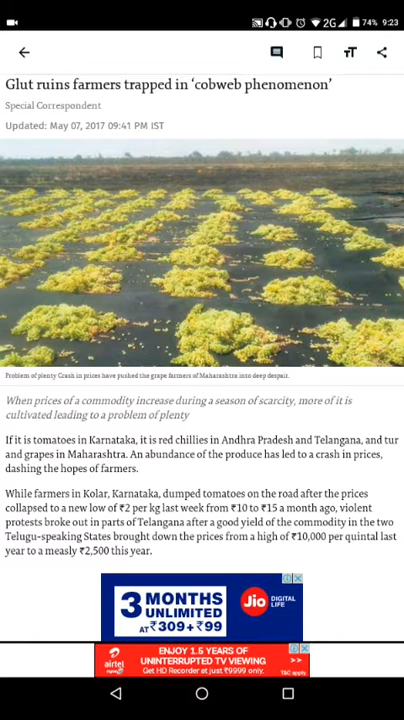 2G 74% 9:23
Glut ruins farmers trapped in ‘cobweb phenomenon’
Special Correspondent
Updated: May 07, 2017 09:41 PM IST
Problem of plenty Crash in prices have pushed the grape farmers of Maharashtra into deep despair.
When prices of a commodity increase during a season of scarcity, more of it is
cultivated leading to a problem of plenty
If it is tomatoes in Karnataka, it is red chillies in Andhra Pradesh and Telangana, and tur
and grapes in Maharashtra. An abundance of the produce has led to a crash in prices,
dashing the hopes of farmers.
While farmers in Kolar, Karnataka, dumped tomatoes on the road after the prices
collapsed to a new low of ₹2 per kg last week from ₹10 to ₹15 a month ago, violent
protests broke out in parts of Telangana after a good yield of the commodity in the two
Telugu-speaking States brought down the prices from a high of ₹10,000 per quintal last
year to a measly ₹2,500 this year.
3 MONTHS
UNLIMITED
AT ₹309+₹99
Jio DIGITAL
LIFE
airtel
ENJOY 1.5 YEARS OF
UNINTERRUPTED TV VIEWING
Get HD Recorder at just ₹9999 only.
>>
T&C apply